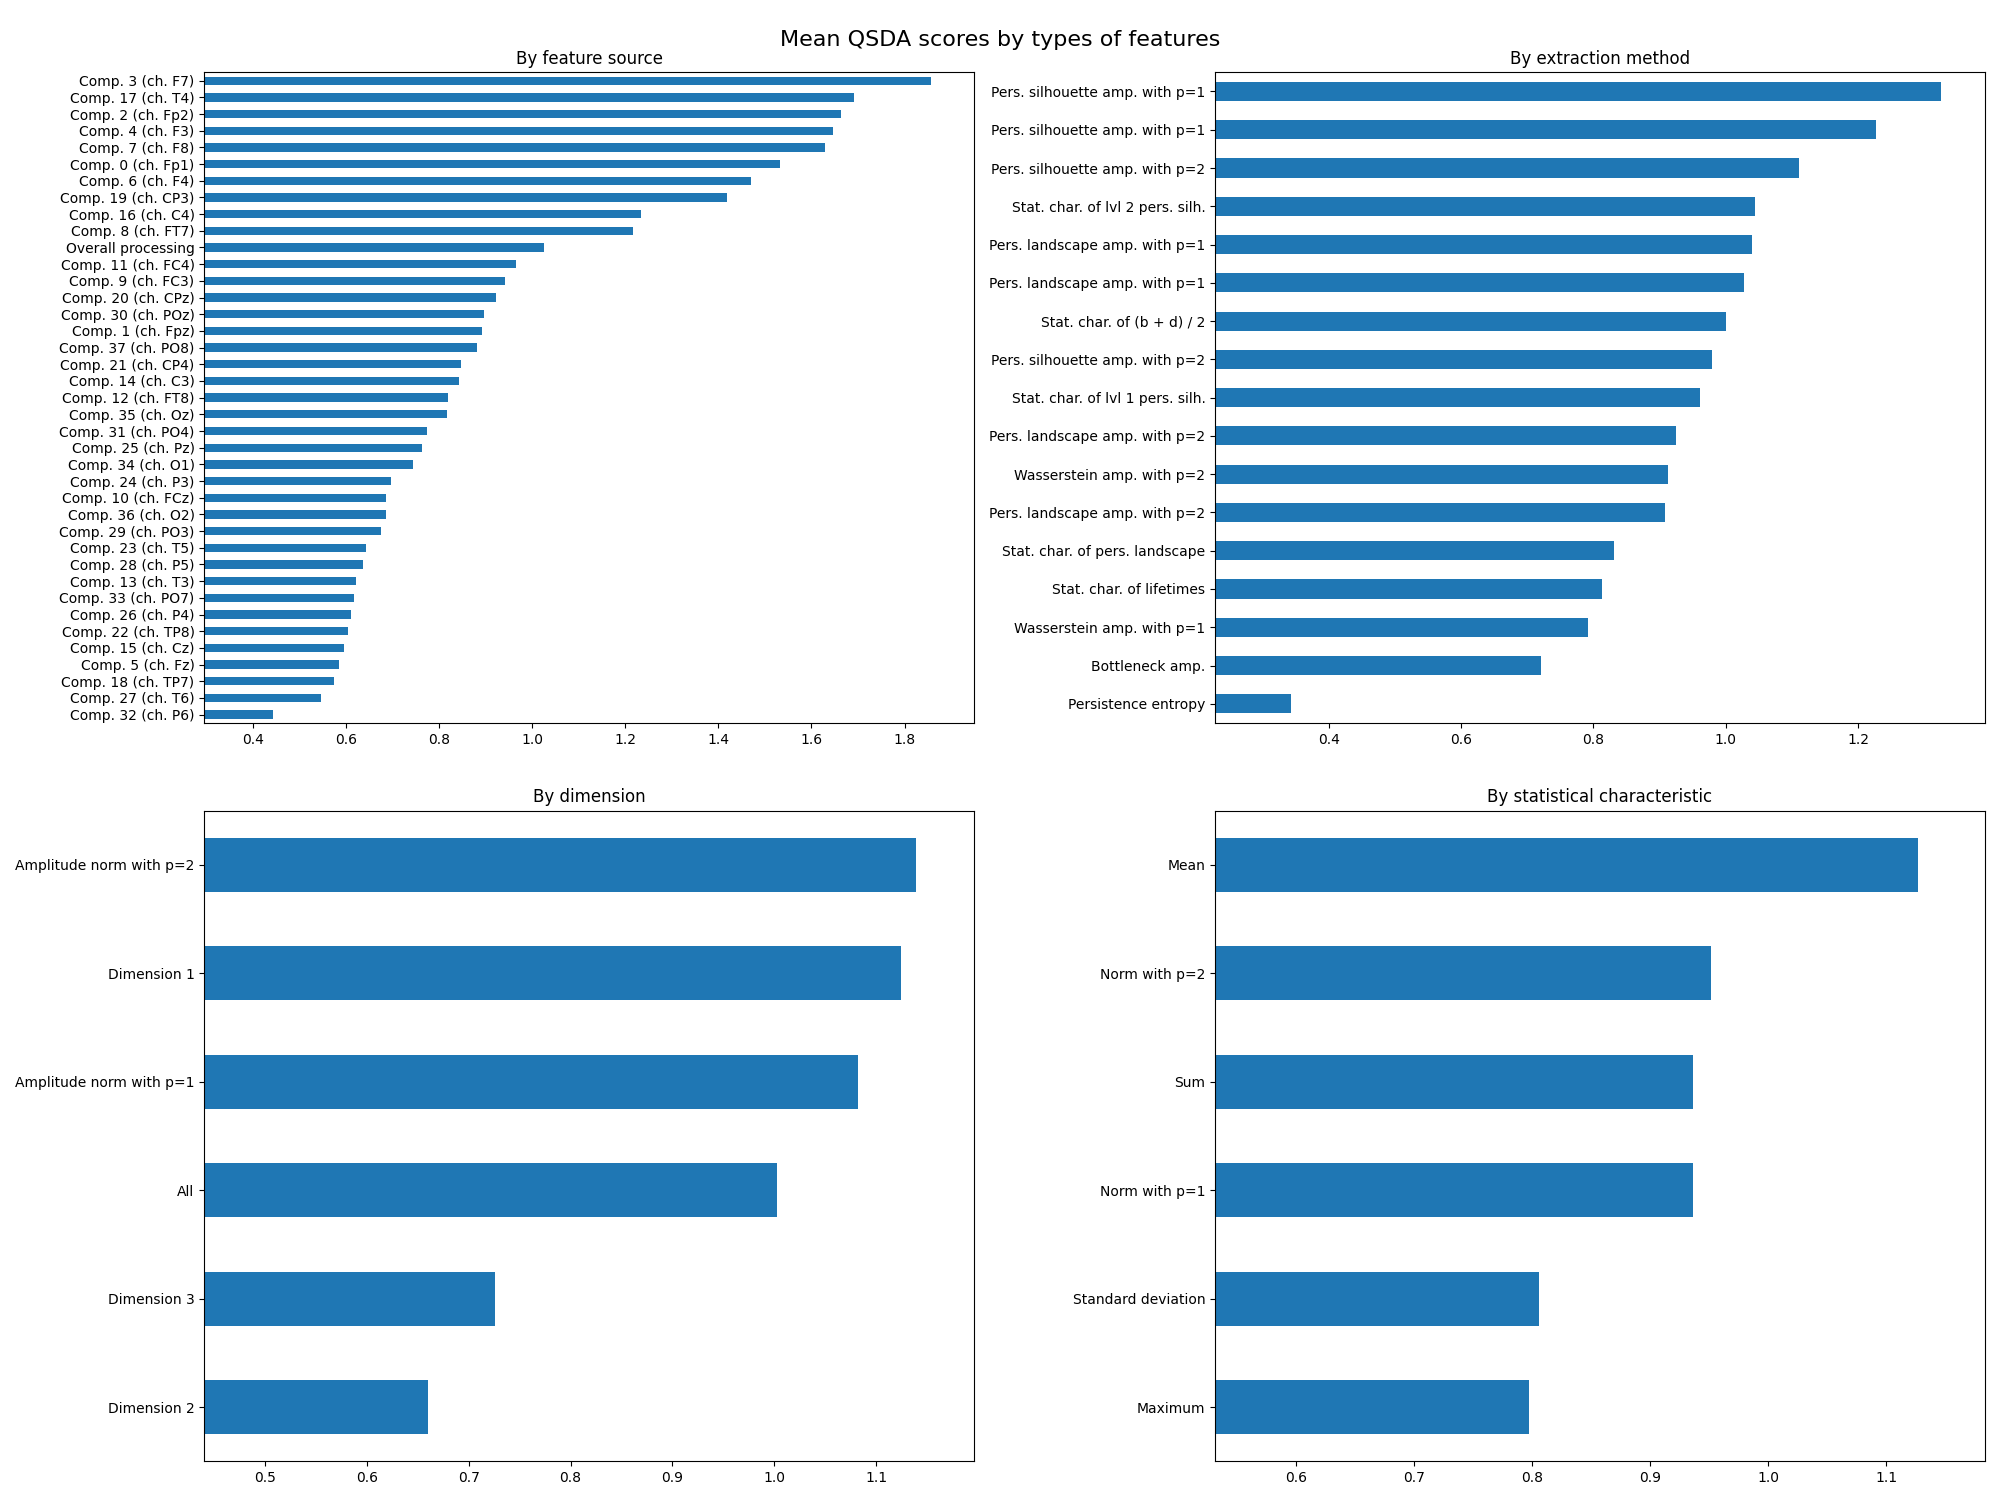 Mean QSDA scores by types of features
By feature source
Comp. 3 (ch. F7)
Comp. 17 (ch. T4)
Comp. 2 (ch. Fp2)
Comp. 4 (ch. F3)
Comp. 7 (ch. F8)
Comp. 0 (ch. Fp1)
Comp. 6 (ch. F4)
Comp. 19 (ch. CP3)
Comp. 16 (ch. C4)
Comp. 8 (ch. FT7)
Overall processing
Comp. 11 (ch. FC4)
Comp. 9 (ch. FC3)
Comp. 20 (ch. CPz)
Comp. 30 (ch. POz)
Comp. 1 (ch. Fpz)
Comp. 37 (ch. PO8)
Comp. 21 (ch. CP4)
Comp. 14 (ch. C3)
Comp. 12 (ch. FT8)
Comp. 35 (ch. Oz)
Comp. 31 (ch. PO4)
Comp. 25 (ch. Pz)
Comp. 34 (ch. O1)
Comp. 24 (ch. P3)
Comp. 10 (ch. FCz)
Comp. 36 (ch. O2)
Comp. 29 (ch. PO3)
Comp. 23 (ch. T5)
Comp. 28 (ch. P5)
Comp. 13 (ch. T3)
Comp. 33 (ch. PO7)
Comp. 26 (ch. P4)
Comp. 22 (ch. TP8)
Comp. 15 (ch. Cz)
Comp. 5 (ch. Fz)
Comp. 18 (ch. TP7)
Comp. 27 (ch. T6)
Comp. 32 (ch. P6)
0.4 0.6 0.8 1.0 1.2 1.4 1.6 1.8
By extraction method
Pers. silhouette amp. with p=1
Pers. silhouette amp. with p=1
Pers. silhouette amp. with p=2
Stat. char. of lvl 2 pers. silh.
Pers. landscape amp. with p=1
Pers. landscape amp. with p=1
Stat. char. of (b + d) / 2
Pers. silhouette amp. with p=2
Stat. char. of lvl 1 pers. silh.
Pers. landscape amp. with p=2
Wasserstein amp. with p=2
Pers. landscape amp. with p=2
Stat. char. of pers. landscape
Stat. char. of lifetimes
Wasserstein amp. with p=1
Bottleneck amp.
Persistence entropy
0.4 0.6 0.8 1.0 1.2
By dimension
Amplitude norm with p=2
Dimension 1
Amplitude norm with p=1
All
Dimension 3
Dimension 2
0.5 0.6 0.7 0.8 0.9 1.0 1.1
By statistical characteristic
Mean
Norm with p=2
Sum
Norm with p=1
Standard deviation
Maximum
0.6 0.7 0.8 0.9 1.0 1.1